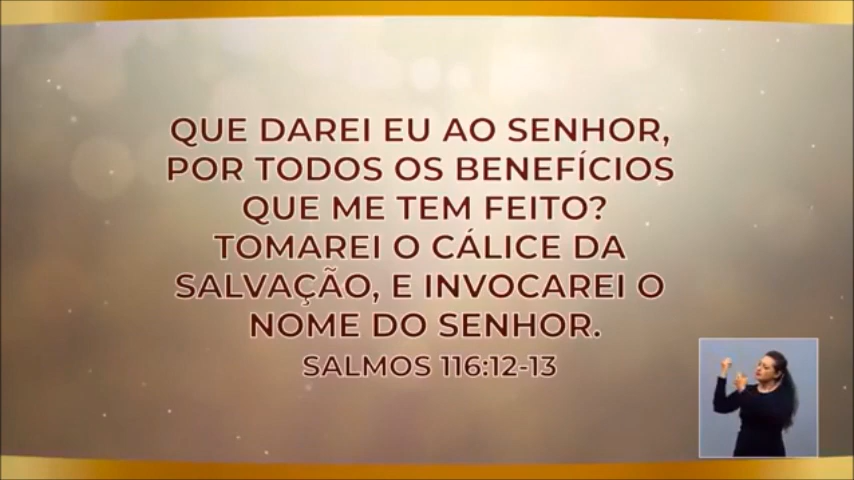 QUE DAREI EU AO SENHOR,
POR TODOS OS BENEFÍCIOS
QUE ME TEM FEITO?
TOMAREI O CÁLICE DA
SALVAÇÃO, E INVOCAREI O
NOME DO SENHOR.
SALMOS 116:12-13